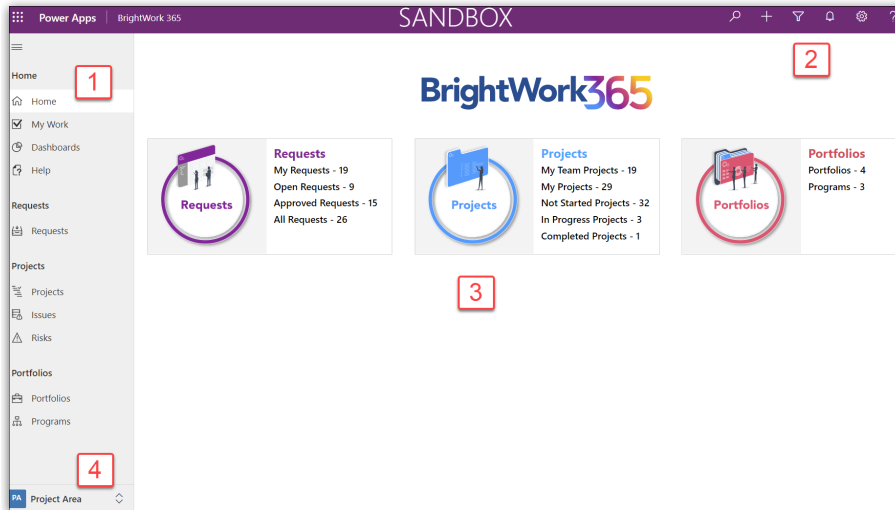 Power Apps BrightWork 365 SANDBOX ?
Home
1
2
Home
My Work
Dashboards
Help
Requests
Requests
Projects
Projects
Issues
Risks
Portfolios
Portfolios
Programs
4
PA Project Area
BrightWork365
Requests
Requests
My Requests - 19
Open Requests - 9
Approved Requests - 15
All Requests - 26
Projects
Projects
My Team Projects - 19
My Projects - 29
Not Started Projects - 32
In Progress Projects - 3
Completed Projects - 1
Portfolios
Portfolios
Portfolios - 4
Programs - 3
3